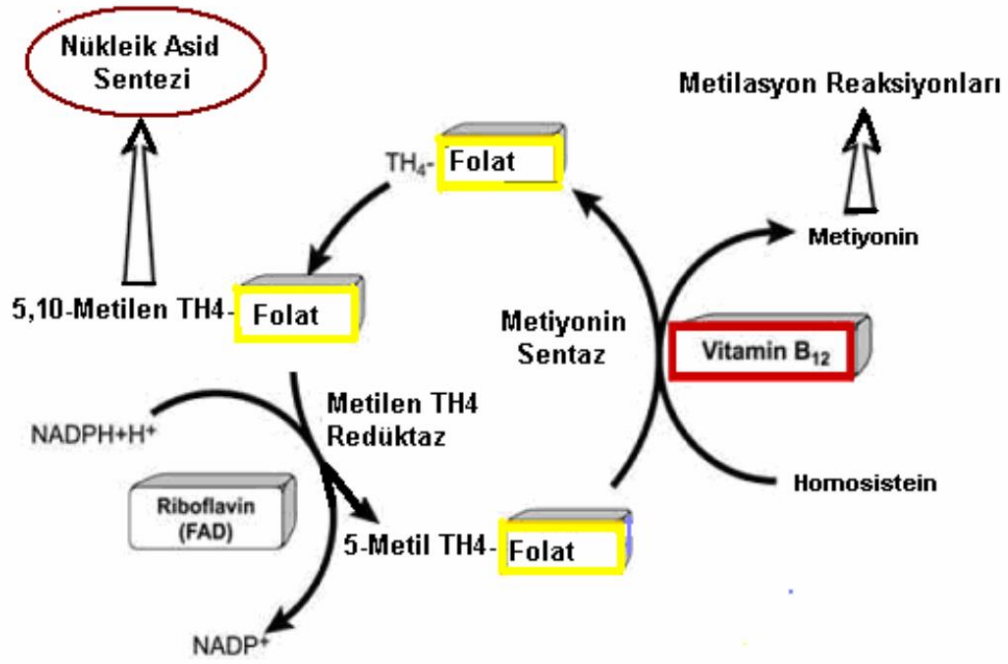 Nükleik Asid
Sentezi
Metilasyon Reaksiyonları
TH₄-
Folat
Metiyonin
5,10-Metilen TH4-
Folat
Metiyonin
Sentaz
Vitamin B₁₂
Metilen TH4
Redüktaz
NADPH+H⁺
Riboflavin
(FAD)
Homosistein
5-Metil TH4-
Folat
NADP⁺